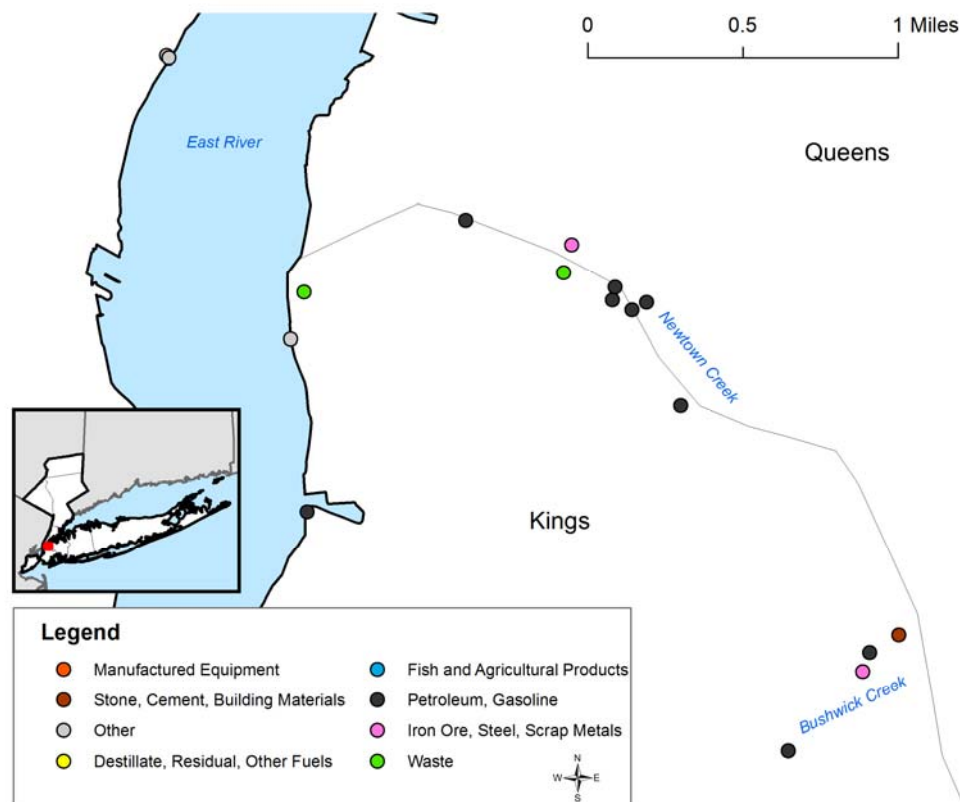 0 0.5 1 Miles
East River
Queens
Newtown Creek
Kings
Bushwick Creek
Legend
Manufactured Equipment
Stone, Cement, Building Materials
Other
Destillate, Residual, Other Fuels
Fish and Agricultural Products
Petroleum, Gasoline
Iron Ore, Steel, Scrap Metals
Waste
N
W E
S